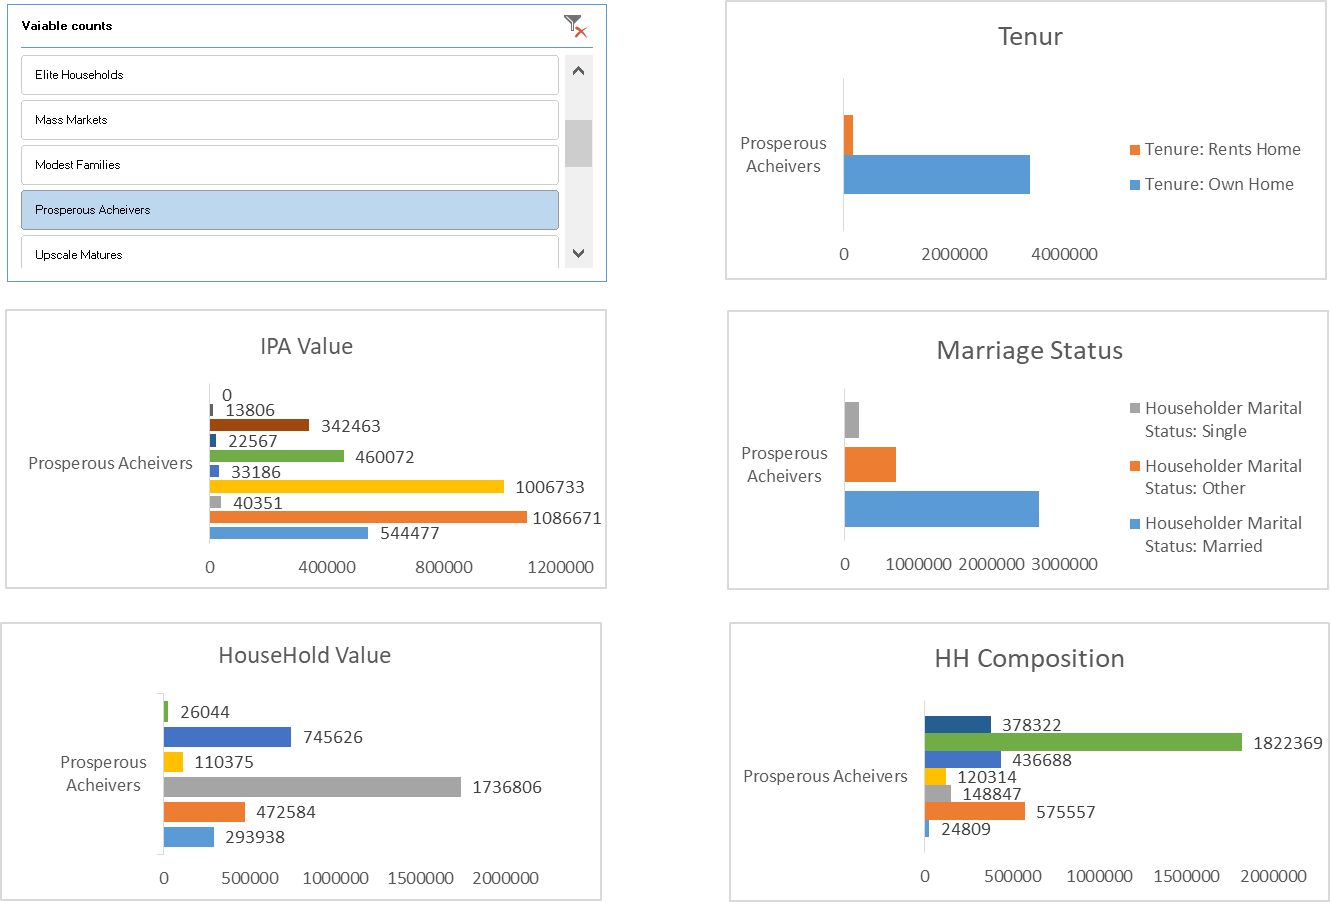 Vaiable counts
Elite Households
Mass Markets
Modest Families
Prosperous Acheivers
Upscale Matures
Tenur
Prosperous
Acheivers
Tenure: Rents Home
Tenure: Own Home
0 2000000 4000000
IPA Value
0
13806
342463
22567
460072
Prosperous Acheivers
33186
1006733
40351
1086671
544477
0 400000 800000 1200000
Marriage Status
Prosperous
Acheivers
Householder Marital
Status: Single
Householder Marital
Status: Other
Householder Marital
Status: Married
0 1000000 2000000 3000000
HouseHold Value
26044
745626
Prosperous
Acheivers
110375
1736806
472584
293938
0 500000 1000000 1500000 2000000
HH Composition
378322
1822369
436688
Prosperous Acheivers
120314
148847
575557
24809
0 500000 1000000 1500000 2000000